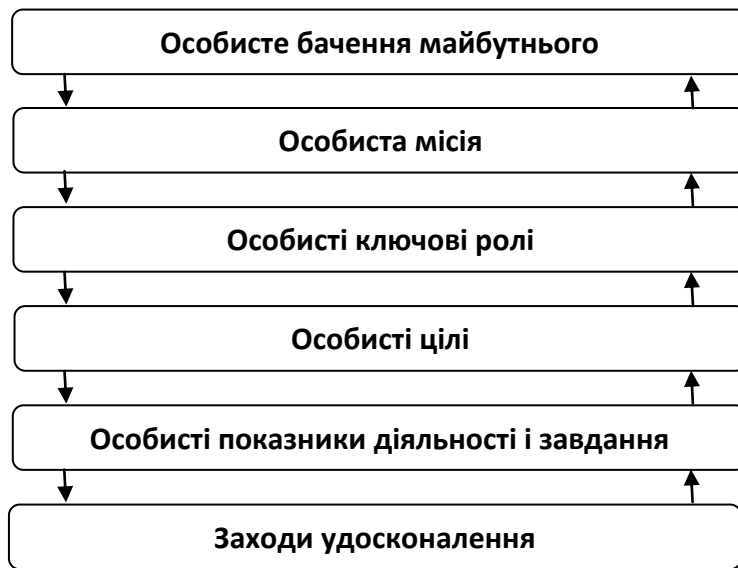 Особисте бачення майбутнього
Особиста місія
Особисті ключові ролі
Особисті цілі
Особисті показники діяльності і завдання
Заходи удосконалення